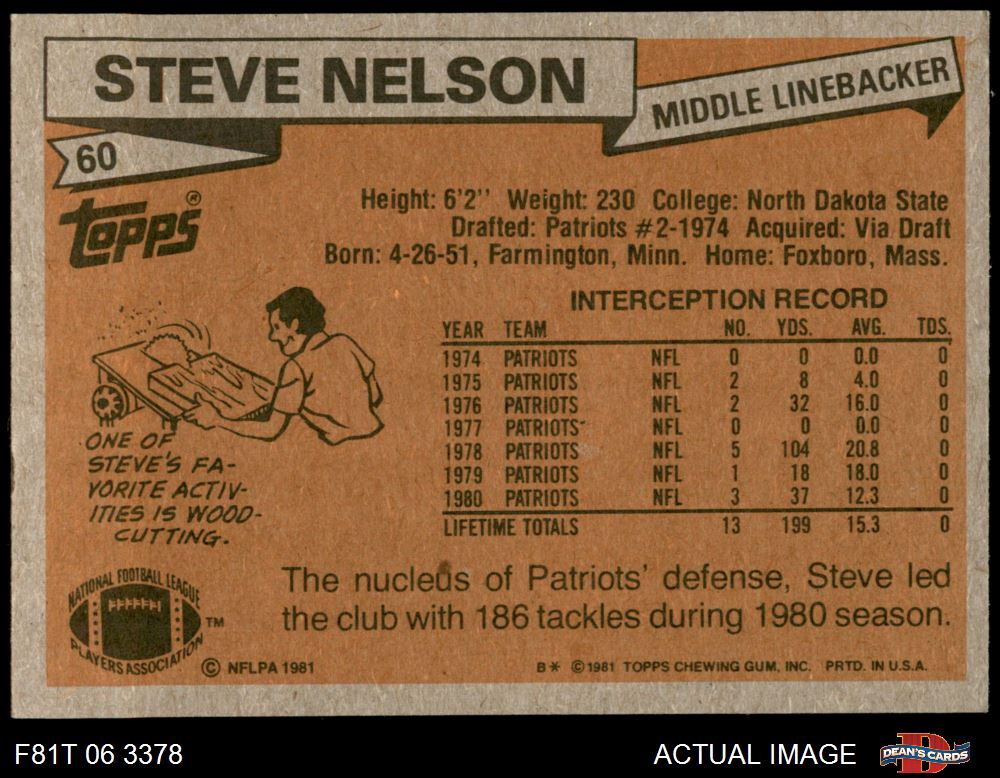 STEVE NELSON
MIDDLE LINEBACKER
60
TOPPS®
Height: 6'2'' Weight: 230 College: North Dakota State
Drafted: Patriots #2-1974 Acquired: Via Draft
Born: 4-26-51, Farmington, Minn. Home: Foxboro, Mass.
INTERCEPTION RECORD
YEAR TEAM NO. YDS. AVG. TDS.
1974 PATRIOTS NFL 0 0 0.0 0
1975 PATRIOTS NFL 2 8 4.0 0
1976 PATRIOTS NFL 2 32 16.0 0
1977 PATRIOTS NFL 0 0 0.0 0
1978 PATRIOTS NFL 5 104 20.8 0
1979 PATRIOTS NFL 1 18 18.0 0
1980 PATRIOTS NFL 3 37 12.3 0
LIFETIME TOTALS 13 199 15.3 0
ONE OF
STEVE'S FA-
VORITE ACTIV-
ITIES IS WOOD-
CUTTING.
The nucleus of Patriots' defense, Steve led
the club with 186 tackles during 1980 season.
NATIONAL FOOTBALL LEAGUE
PLAYERS ASSOCIATION
TM
© NFLPA 1981
B* ©1981 TOPPS CHEWING GUM, INC. PRTD. IN U.S.A.
F81T 06 3378
ACTUAL IMAGE
DEAN'S CARDS